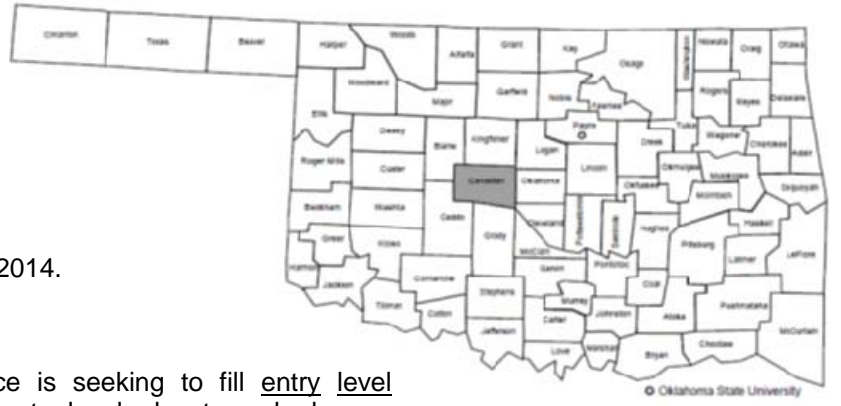 Cimarron Texas Beaver Harper Woods Alfalfa Grant Kay Osage Washington Nowata Craig Ottawa
Woodward Major Garfield Noble Pawnee Rogers Mayes Delaware
Ellis Dewey Blaine Kingfisher Logan Payne Creek Tulsa Wagoner Cherokee Adair
Roger Mills Custer Canadian Oklahoma Lincoln Okfuskee Okmulgee Muskogee McIntosh Sequoyah
Beckham Washita Caddo Grady Cleveland McClain Pottawatomie Seminole Hughes Pittsburg Haskell
Greer Kiowa Comanche Garvin Pontotoc Coal Latimer LeFlore
Harmon Jackson Tillman Cotton Stephens Murray Johnston Atoka Pushmataha McCurtain
Jefferson Carter Love Marshall Bryan Choctaw
Oklahoma State University
2014.
ce is seeking to fill entry level